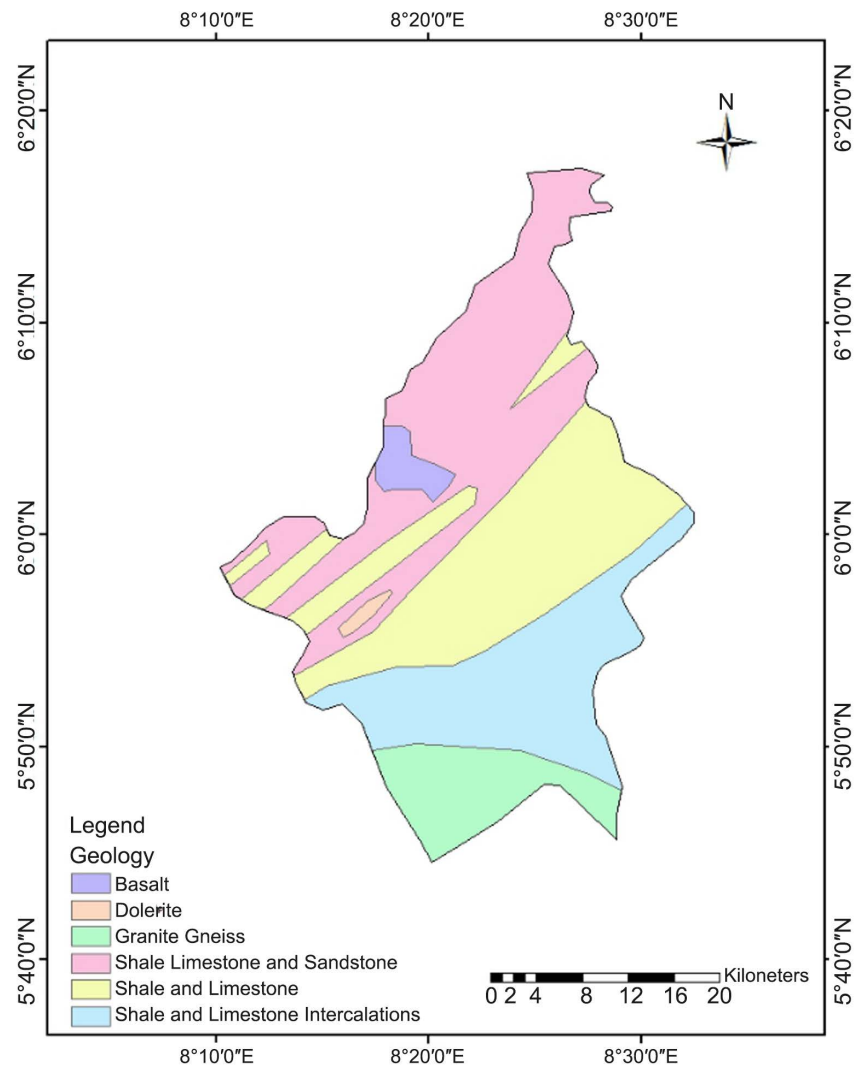 8°10′0″E 8°20′0″E 8°30′0″E
6°20′0″N 6°20′0″N
N
6°10′0″N 6°10′0″N
6°0′0″N 6°0′0″N
5°50′0″N 5°50′0″N
Legend
Geology
Basalt
Dolerite
Granite Gneiss
Shale Limestone and Sandstone
Shale and Limestone
Shale and Limestone Intercalations
5°40′0″N 5°40′0″N
Kiloneters
0 2 4 8 12 16 20
8°10′0″E 8°20′0″E 8°30′0″E